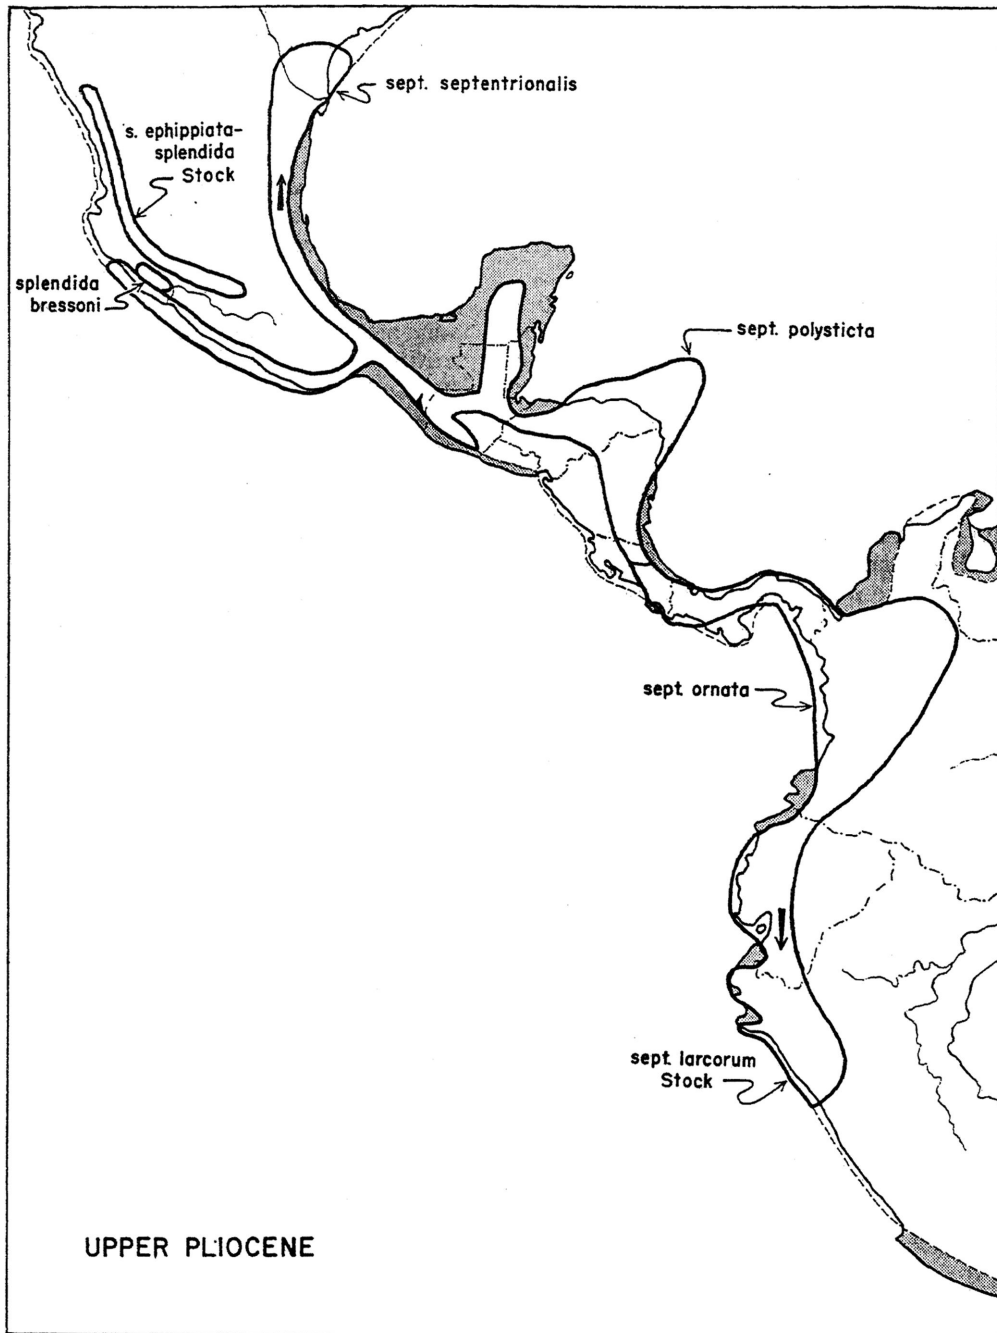 sept. septentrionalis
s. ephippiata-
splendida
Stock
splendida
bressoni
sept. polysticta
sept. ornata
sept. larcorum
Stock
UPPER PLIOCENE